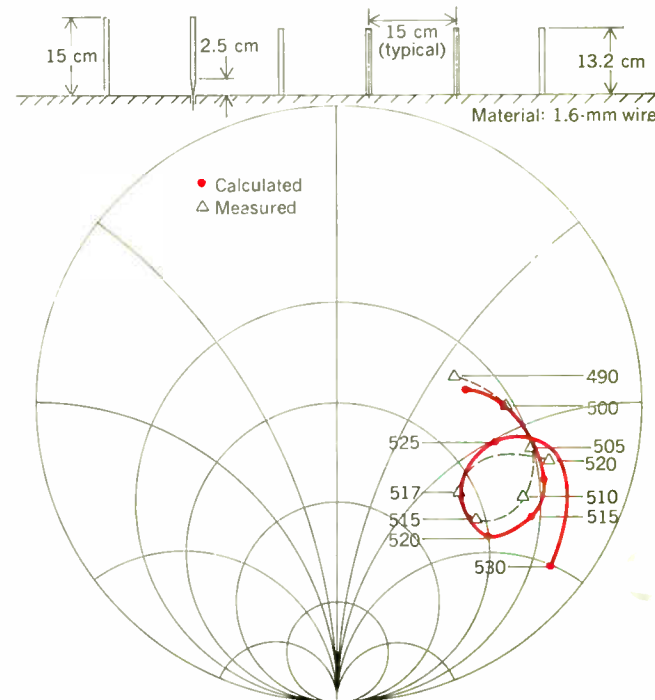 15 cm
2.5 cm
15 cm
(typical)
13.2 cm
Material: 1.6-mm wire
Calculated
Measured
490
500
525
505
520
517
510
515
515
520
530